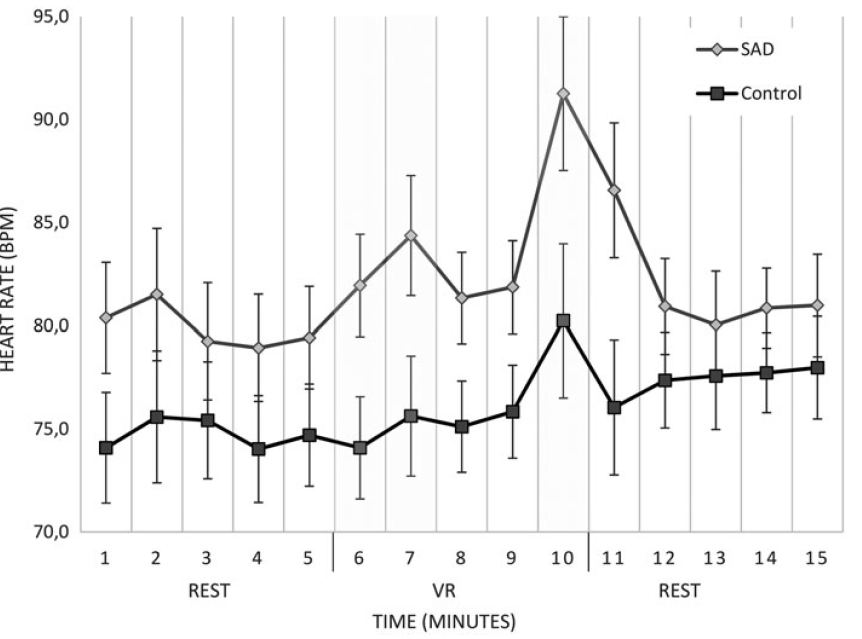 95,0
90,0
85,0
80,0
75,0
70,0
HEART RATE (BPM)
SAD
Control
1 2 3 4 5 6 7 8 9 10 11 12 13 14 15
REST VR REST
TIME (MINUTES)